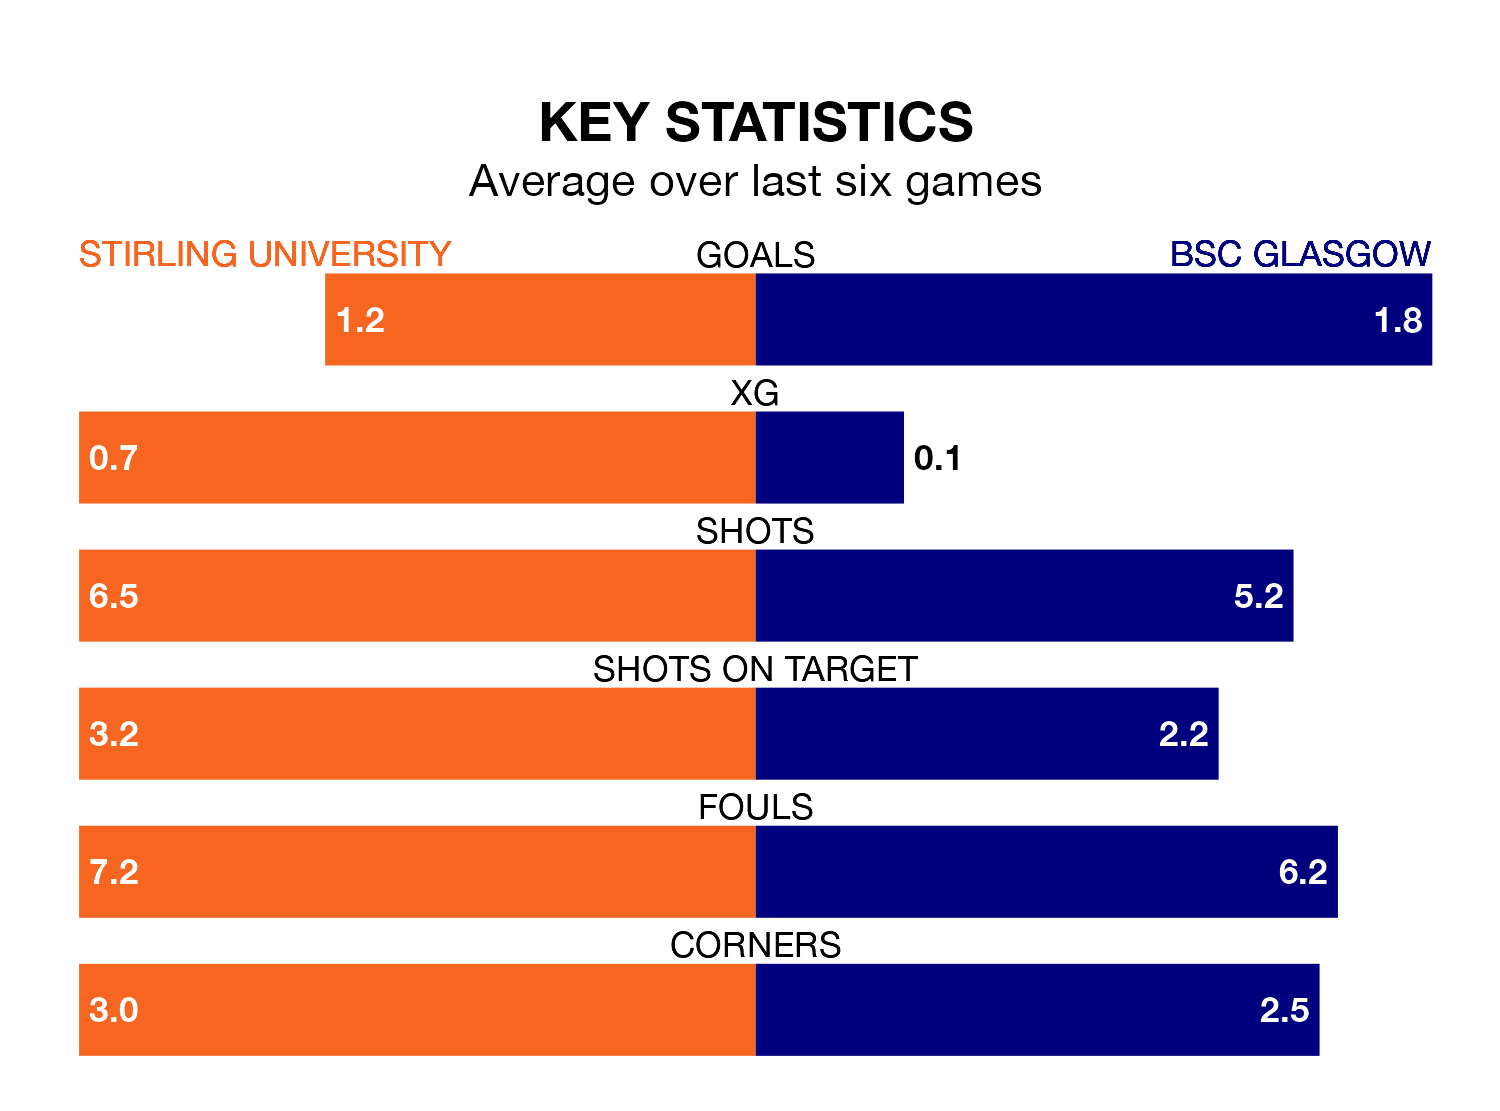 KEY STATISTICS
Average over last six games
STIRLING UNIVERSITY GOALS BSC GLASGOW
1.2 1.8
XG
0.7 0.1
SHOTS
6.5 5.2
SHOTS ON TARGET
3.2 2.2
FOULS
7.2 6.2
CORNERS
3.0 2.5